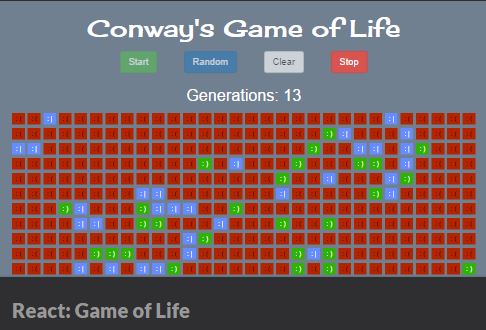 Conway's Game of Life
Start Random Clear Stop
Generations: 13
React: Game of Life